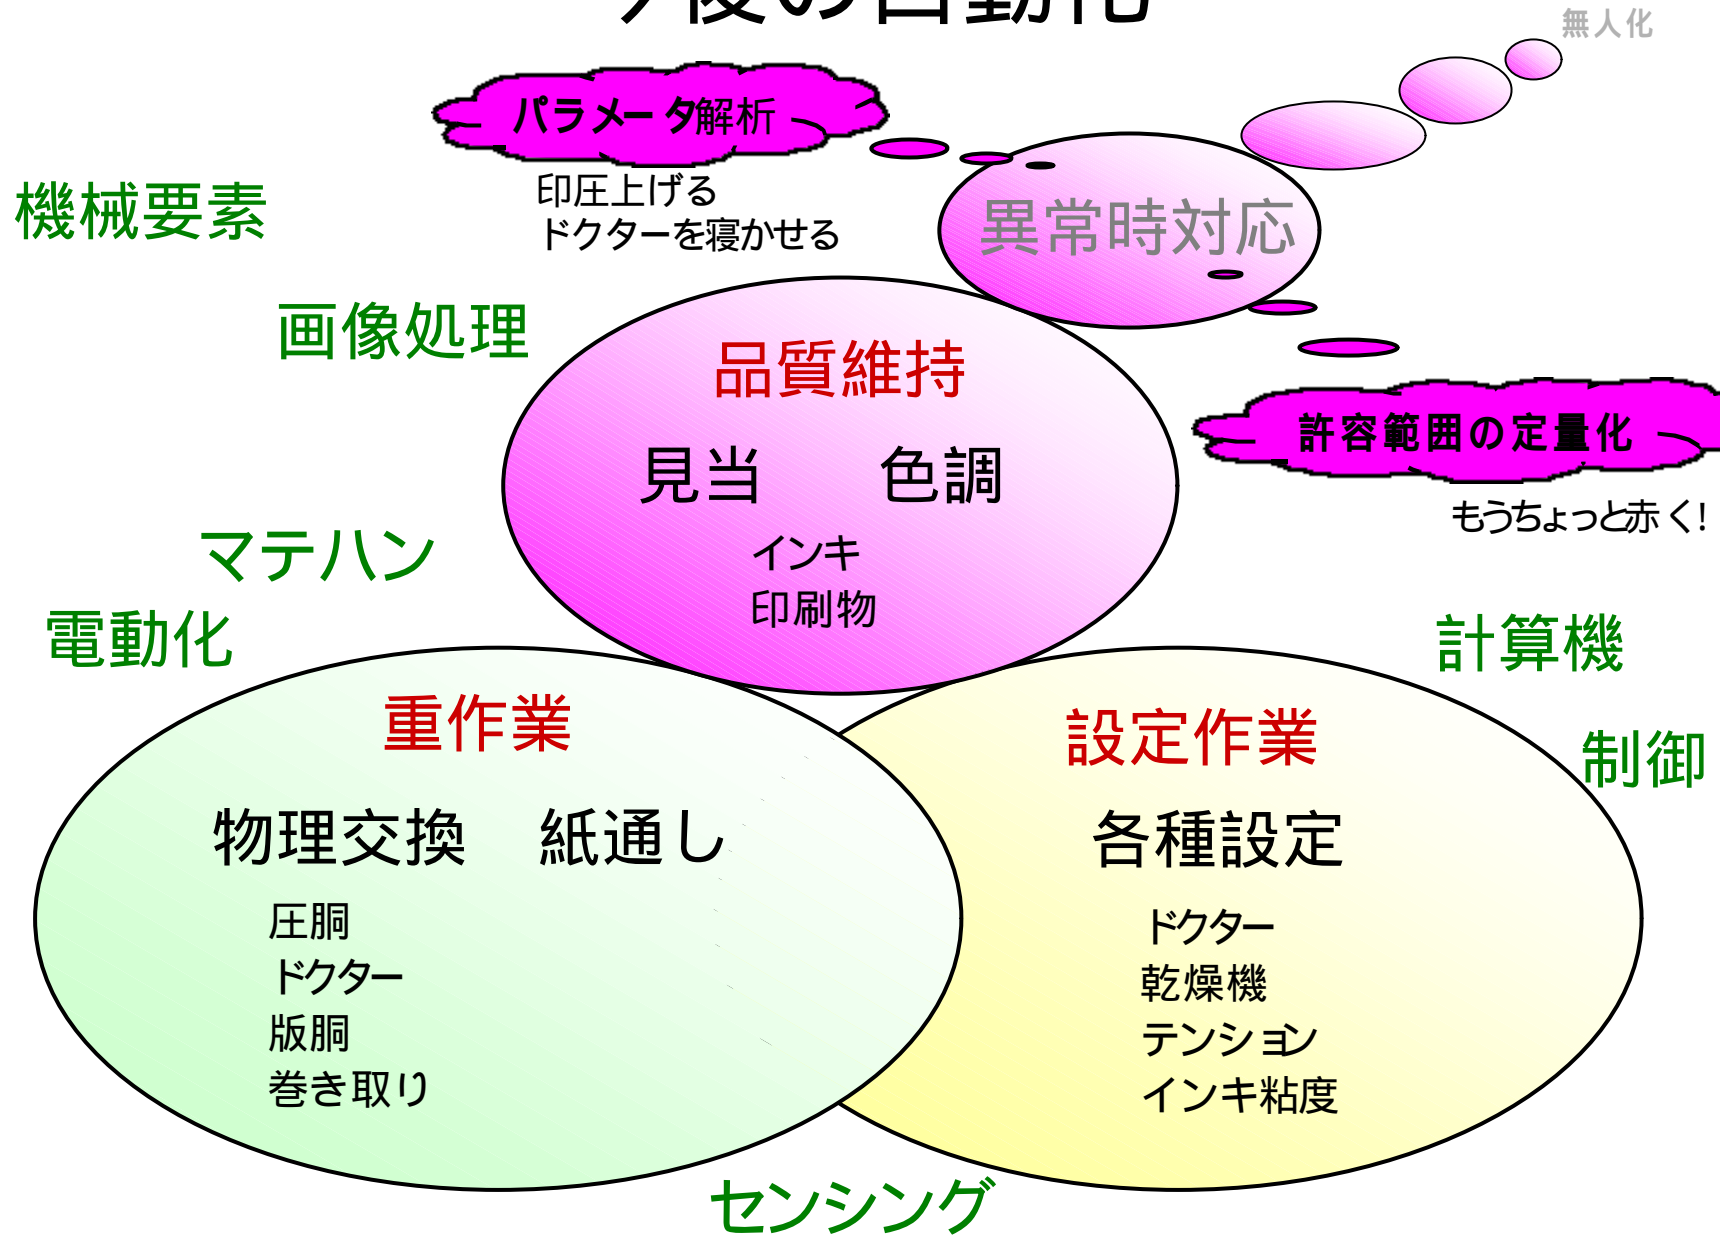 今後の自動化
無人化
パラメータ解析
印圧上げる
ドクターを寝かせる
機械要素
異常時対応
画像処理
品質維持
許容範囲の定量化
見当 色調
もうちょっと赤く!
マテハン
インキ
印刷物
電動化
計算機
重作業
設定作業
制御
物理交換 紙通し
各種設定
圧胴
ドクター
版胴
巻き取り
ドクター
乾燥機
テンション
インキ粘度
センシング